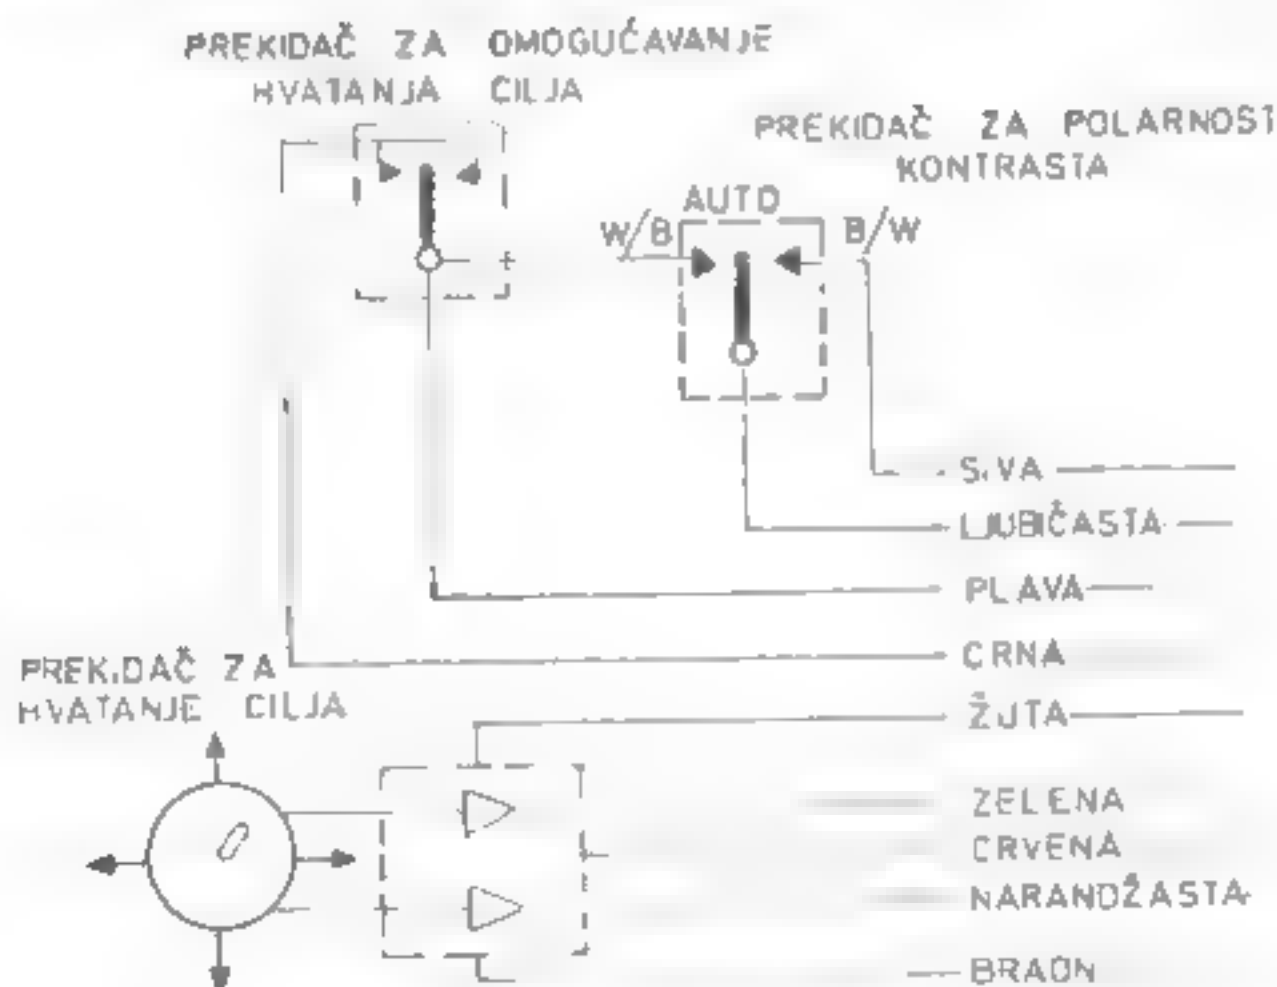 PREKIDAČ ZA OMOGUĆAVANJE
HVATANJA CILJA
PREKIDAČ ZA POLARNOST
KONTRASTA
AUTO
W/B
B/W
SIVA
LJUBIČASTA
PLAVA
CRNA
PREKIDAČ ZA
HVATANJE CILJA
ŽUTA
ZELENA
CRVENA
NARANDŽASTA
BRAON